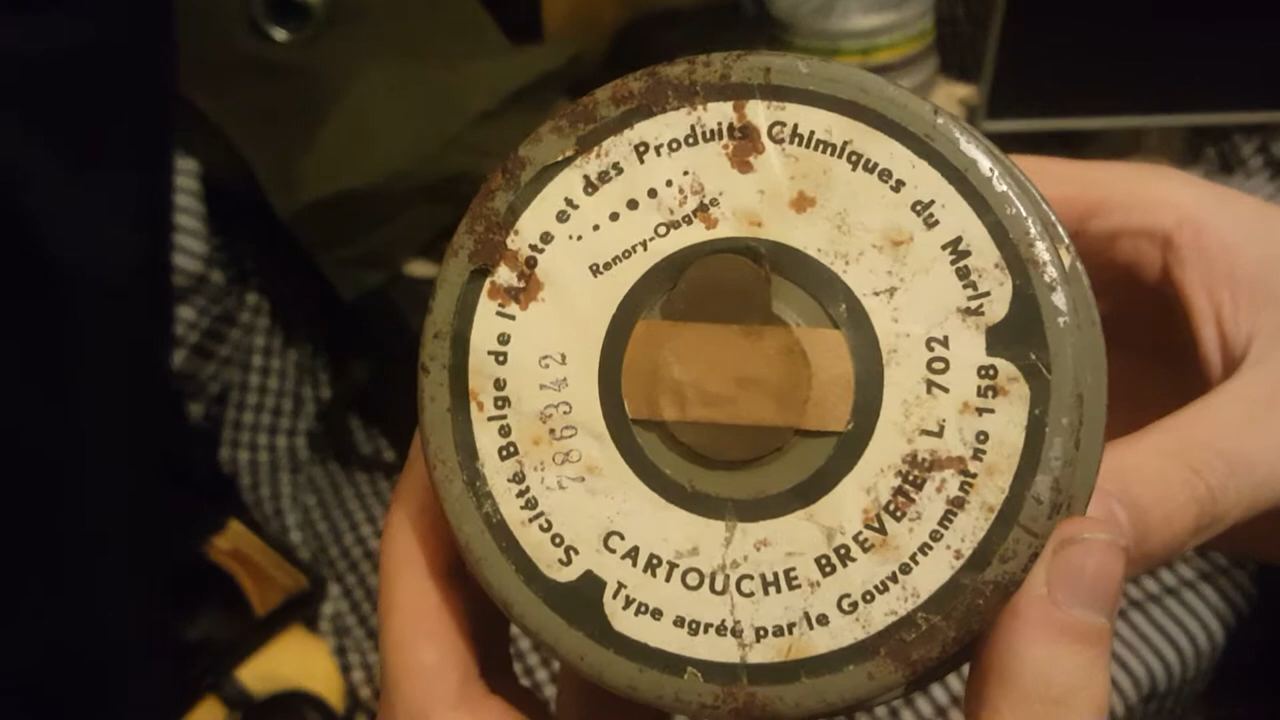 Société Belge de l'Azote et des Produits Chimiques du Marly
Renory-Ougrée
786342
CARTOUCHE BREVETÉE L. 702
Type agréé par le Gouvernement no 158